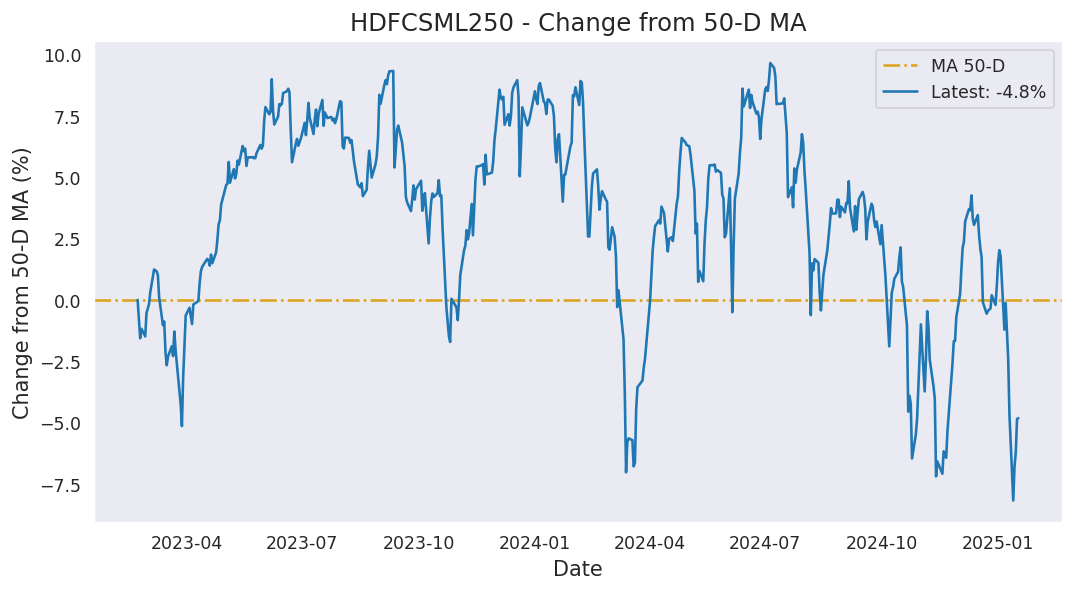 HDFCSML250 - Change from 50-D MA
MA 50-D
Latest: -4.8%
Change from 50-D MA (%)
10.0
7.5
5.0
2.5
0.0
−2.5
−5.0
−7.5
2023-04 2023-07 2023-10 2024-01 2024-04 2024-07 2024-10 2025-01
Date